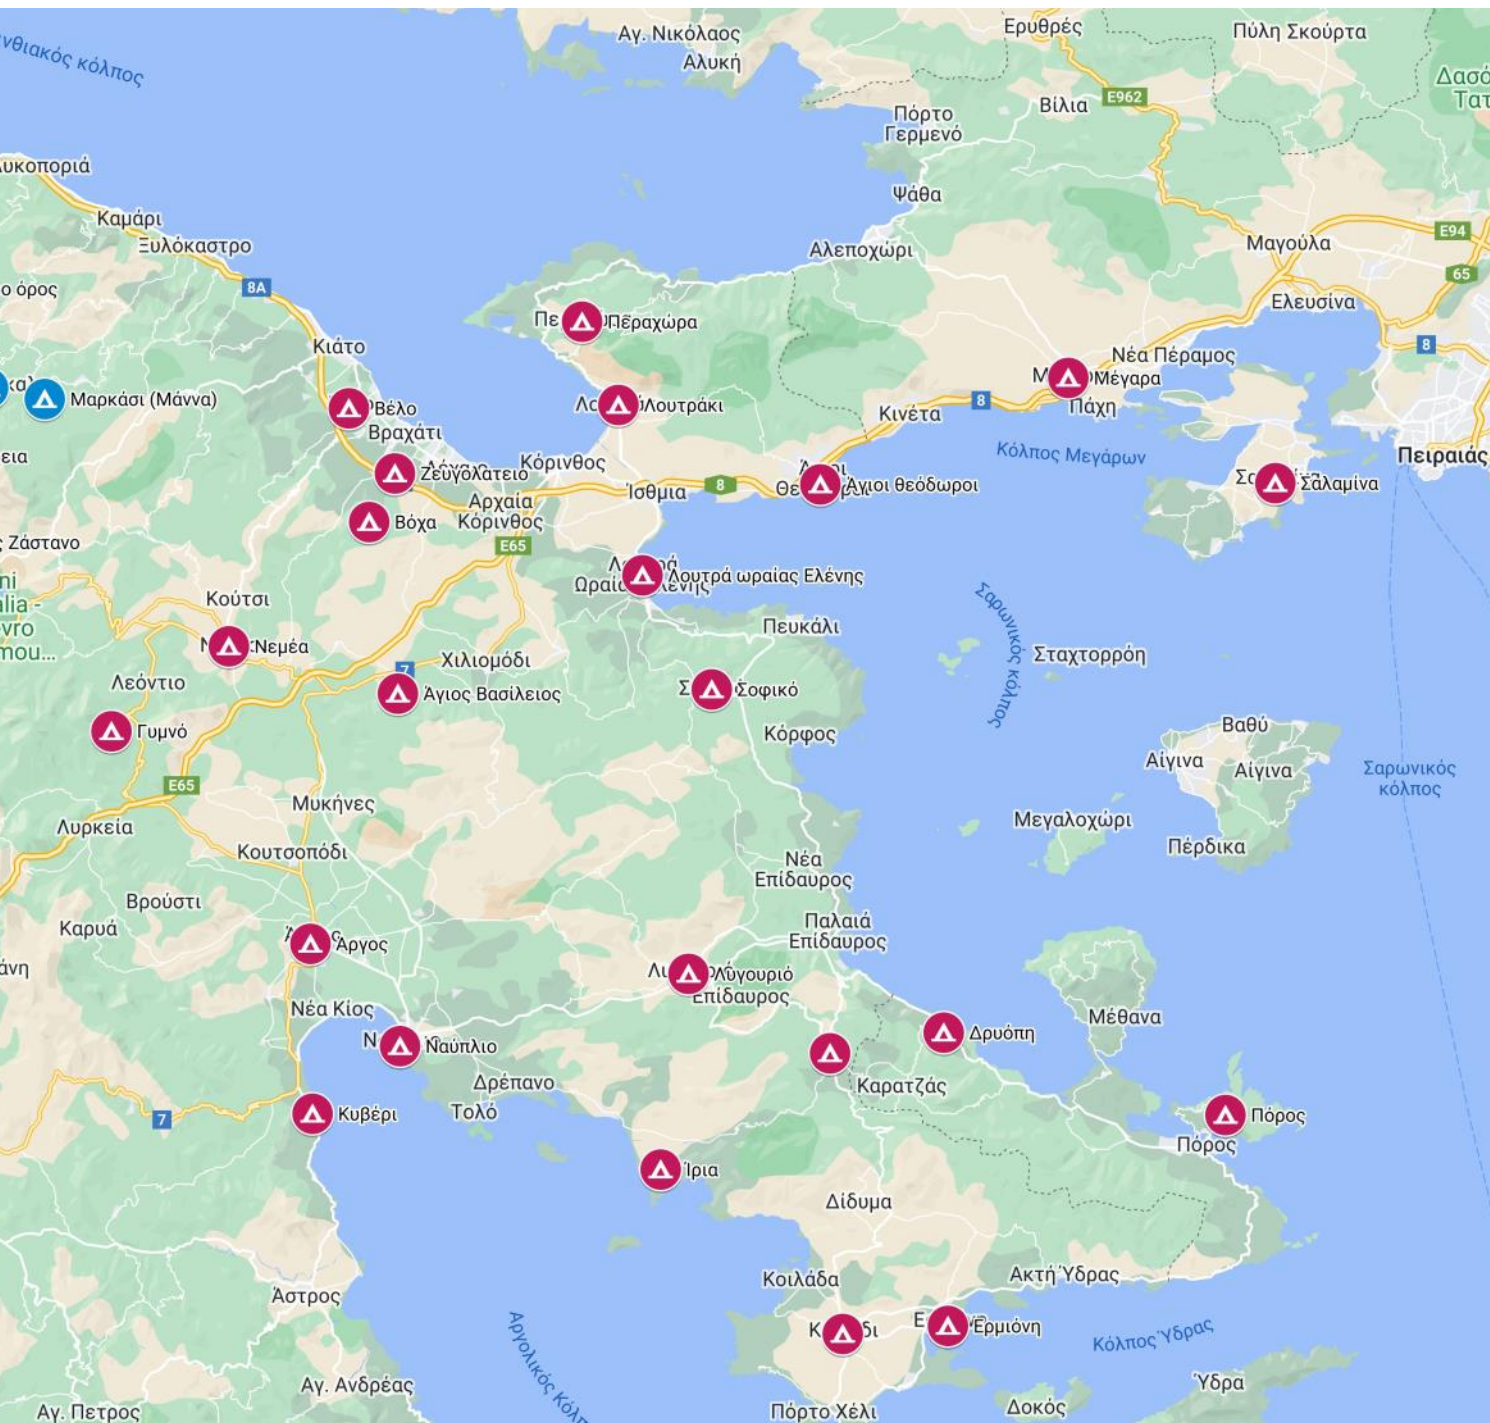 Αγ. Νικόλαος
Αλυκή
Ερυθρές
Πύλη Σκούρτα
E962
Βίλια
Πόρτο
Γερμενό
Ψάθα
Καμάρι
Ξυλόκαστρο
8A
Αλεποχώρι
Μαγούλα
E94
65
Ελευσίνα
Περαχώρα
Κιάτο
Νέα Πέραμος
8
Μέγαρα
Πάχη
Μαρκάσι (Μάννα)
Βέλο
Βραχάτι
Λουτράκι
Κινέτα
8
Κόλπος Μεγάρων
Πειραιάς
Ζευγολατειό
Κόρινθος
Ίσθμια
8
Άγιοι θεόδωροι
Σαλαμίνα
Βόχα
Αρχαία
Κόρινθος
E65
Λουτρά ωραίας Ελένης
Κούτσι
Πευκάλι
Σαρωνικός κόλπος
Σταχτορρόη
Νεμέα
Χιλιομόδι
7
Λεόντιο
Άγιος Βασίλειος
Σοφικό
Γυμνό
Κόρφος
Βαθύ
Αίγινα
Αίγινα
Σαρωνικός
κόλπος
E65
Μυκήνες
Λυρκεία
Μεγαλοχώρι
Πέρδικα
Κουτσοπόδι
Νέα
Επίδαυρος
Βρούστι
Καρυά
Παλαιά
Επίδαυρος
Άργος
Λυγουριό
Επίδαυρος
Νέα Κίος
Μέθανα
Ναύπλιο
Δρυόπη
Δρέπανο
Τολό
Καρατζάς
7
Κυβέρι
Πόρος
Πόρος
Ίρια
Δίδυμα
Κοιλάδα
Ακτή Ύδρας
Άστρος
Ερμιόνη
Κόλπος Ύδρας
Αργολικός
Αγ. Ανδρέας
Ύδρα
Αγ. Πετρος
Πόρτο Χέλι
Δοκός